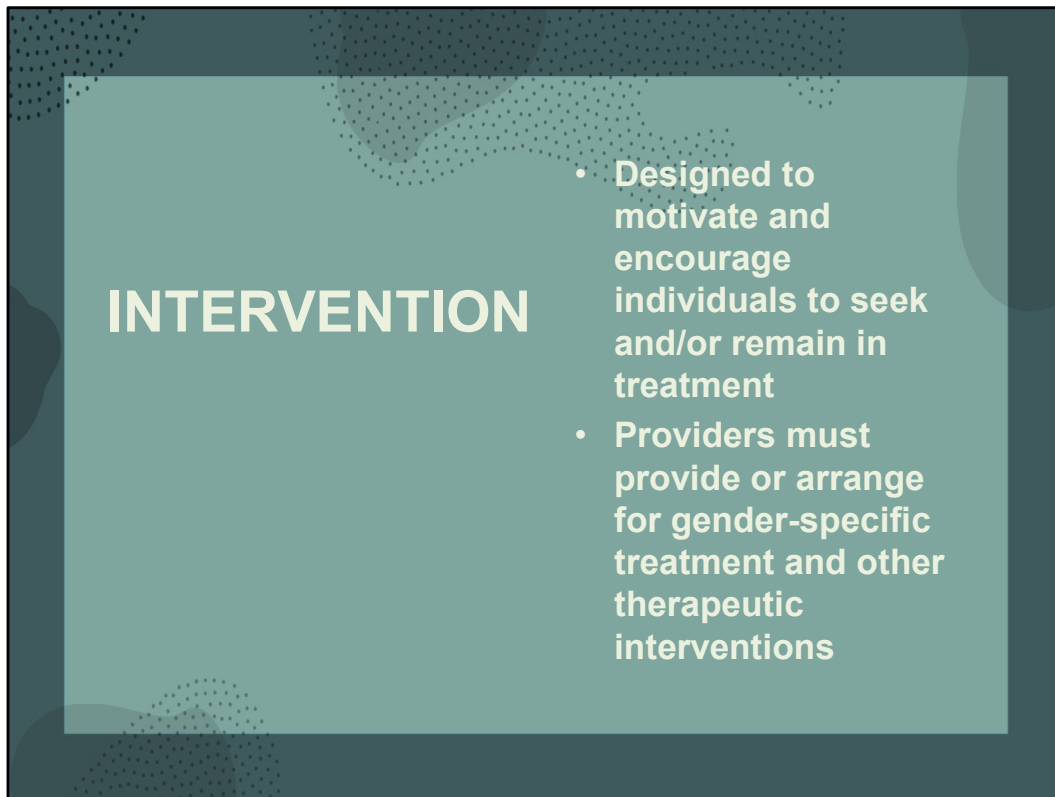 INTERVENTION
• Designed to
motivate and
encourage
individuals to seek
and/or remain in
treatment
• Providers must
provide or arrange
for gender-specific
treatment and other
therapeutic
interventions